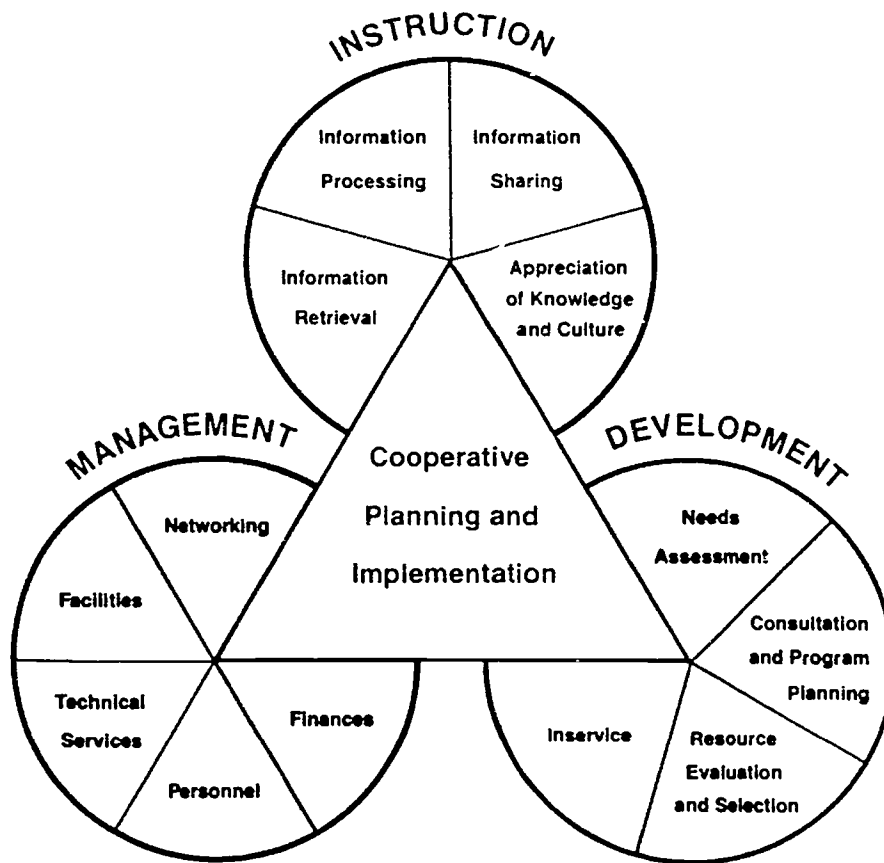 INSTRUCTION
Information
Processing
Information
Sharing
Information
Retrieval
Appreciation
of Knowledge
and Culture
MANAGEMENT
DEVELOPMENT
Cooperative
Planning and
Implementation
Networking
Facilities
Technical
Services
Personnel
Finances
Needs
Assessment
Consultation
and Program
Planning
Inservice
Resource
Evaluation
and Selection